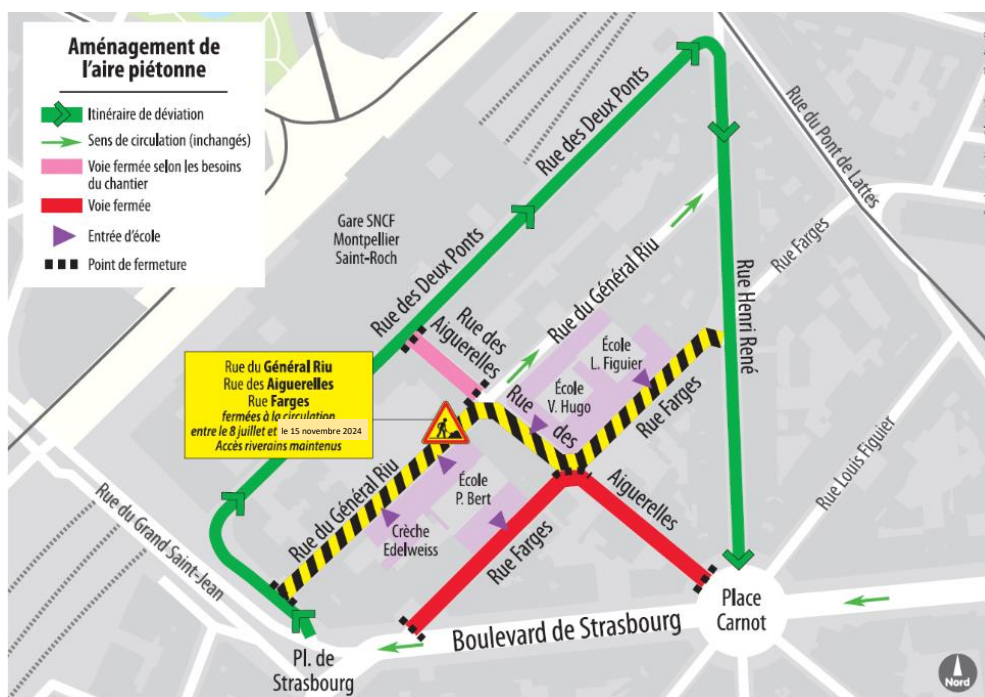 Aménagement de
l'aire piétonne
Itinéraire de déviation
Sens de circulation (inchangés)
Voie fermée selon les besoins
du chantier
Voie fermée
Entrée d'école
Point de fermeture
Gare SNCF
Montpellier
Saint-Roch
Rue des Deux Ponts
Rue des Deux Ponts
Rue du Pont de Lattes
Rue Farges
Rue du Général Riu
Rue Henri René
Rue des
Aiguerelles
École
L. Figuier
École
V. Hugo
Rue des
Aiguerelles
Rue Farges
Rue du Général Riu
Rue des Aiguerelles
Rue Farges
fermées à la circulation
entre le 8 juillet et le 15 novembre 2024
Accès riverains maintenus
Rue du Général Riu
École
P. Bert
Crèche
Edelweiss
Rue Farges
Rue Louis Figuier
Rue du Grand Saint-Jean
Pl. de
Strasbourg
Boulevard de Strasbourg
Place
Carnot
Nord